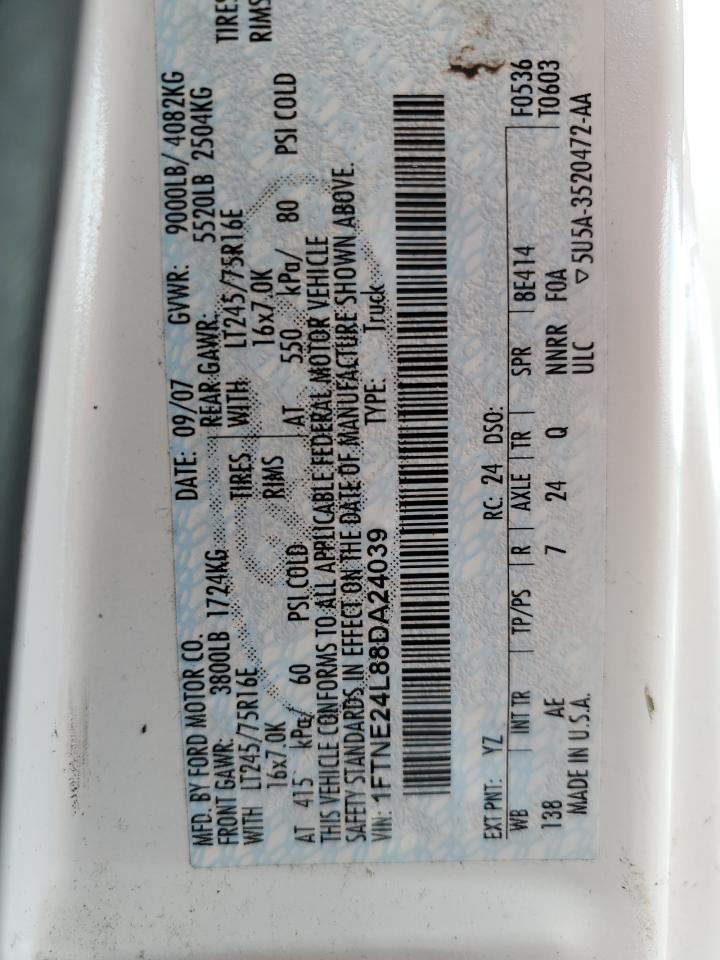 MFD. BY FORD MOTOR CO. DATE: 09/07 GVWR: 9000LB/ 4082KG
FRONT GAWR: 3800LB 1724KG REAR GAWR: 5520LB 2504KG
WITH LT245/75R16E TIRES WITH LT245/75R16E TIRES
16x7.0K RIMS 16x7.0K RIMS
AT 415 kPa/ 60 PSI COLD AT 550 kPa/ 80 PSI COLD
THIS VEHICLE CONFORMS TO ALL APPLICABLE FEDERAL MOTOR VEHICLE
SAFETY STANDARDS IN EFFECT ON THE DATE OF MANUFACTURE SHOWN ABOVE.
VIN: 1FTNE24L88DA24039 TYPE: Truck
EXT PNT: YZ RC: 24 DSO: F0536
WB INT TR TP/PS R AXLE TR SPR 8E414 T0603
138 AE 7 24 Q NNRR F0A
MADE IN U.S.A. ULC ▽5U5A-3520472-AA